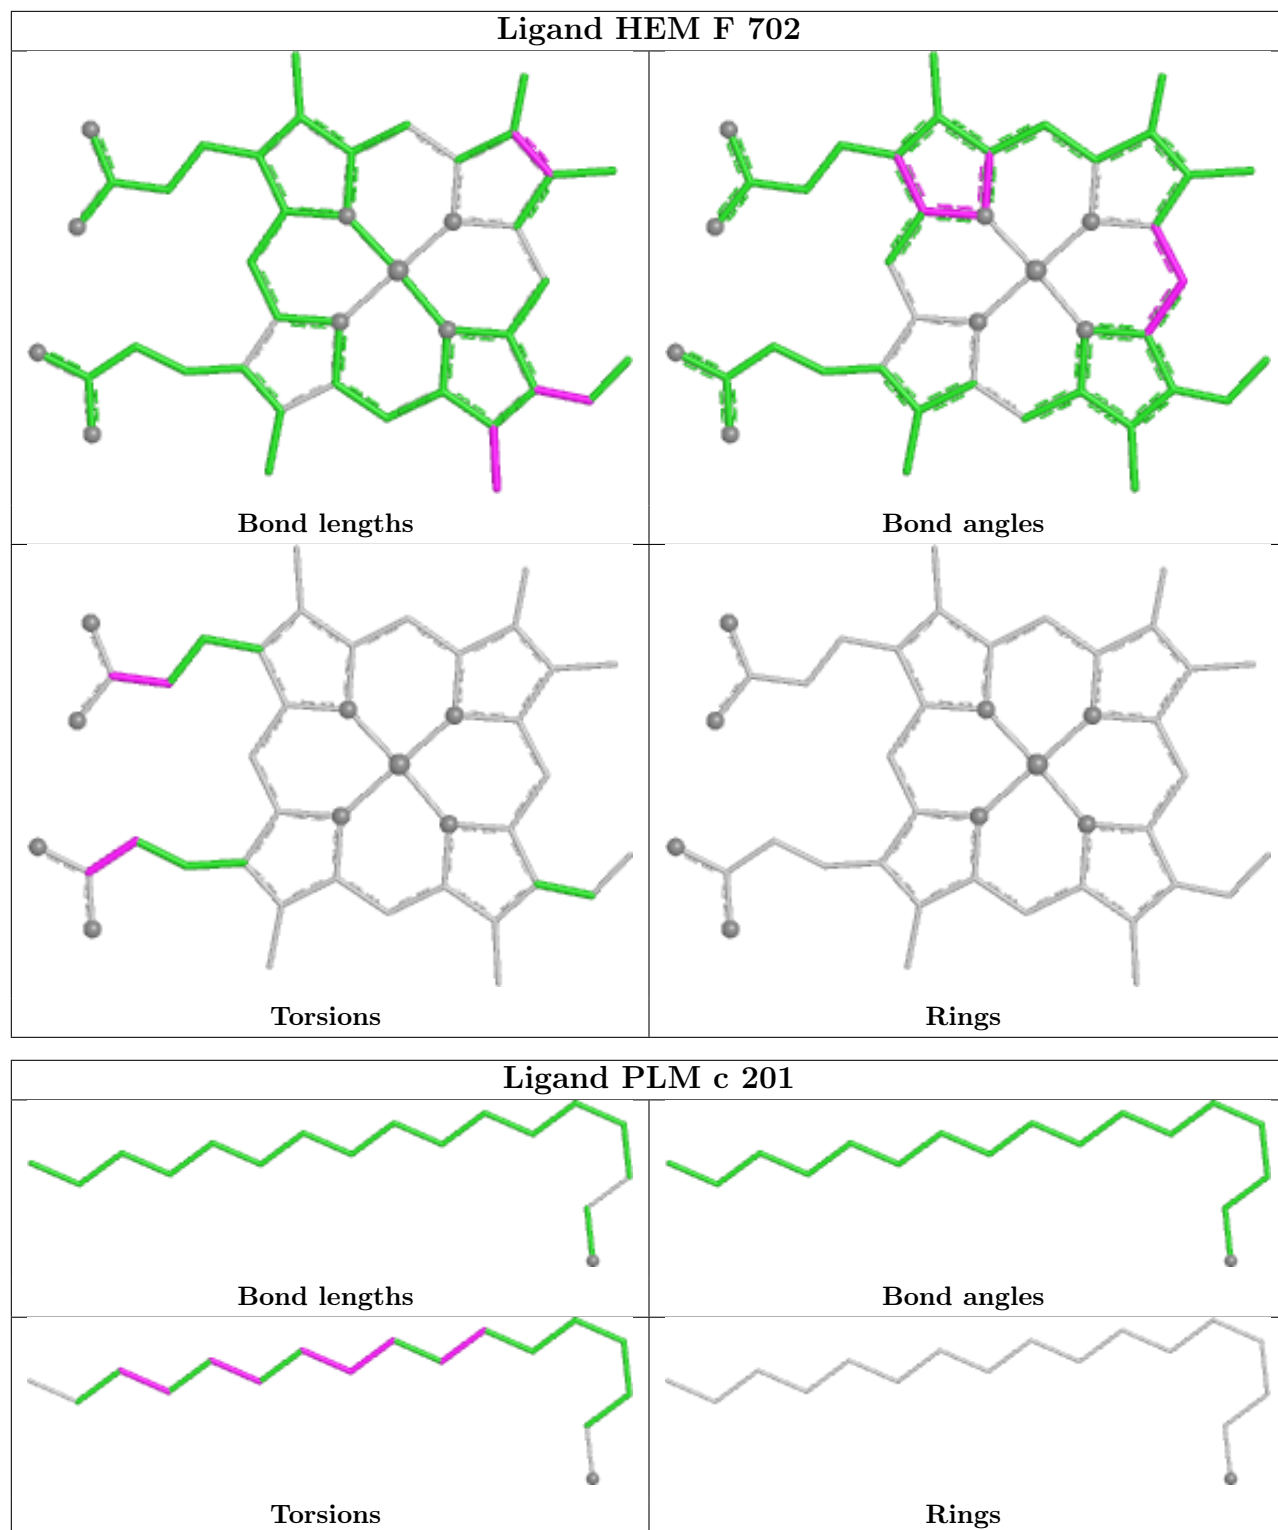 Ligand HEM F 702
Bond lengths
Bond angles
Torsions
Rings
Ligand PLM c 201
Bond lengths
Bond angles
Torsions
Rings